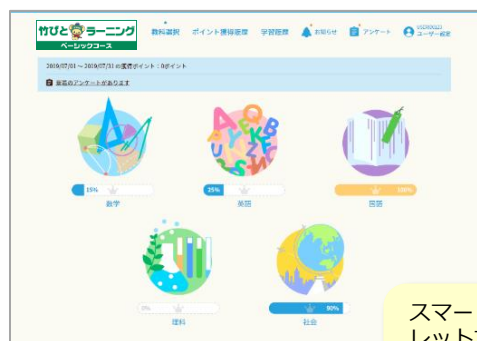 竹びとラーニング
ベーシックコース
教科選択 ポイント獲得履歴 学習履歴 お知らせ アンケート ユーザー設定
2019/07/01 ~ 2019/07/31 の獲得ポイント：0ポイント
未答のアンケートがあります
15% 25% 100%
数学 英語 国語
0% 90%
理科 社会
スマー
レット